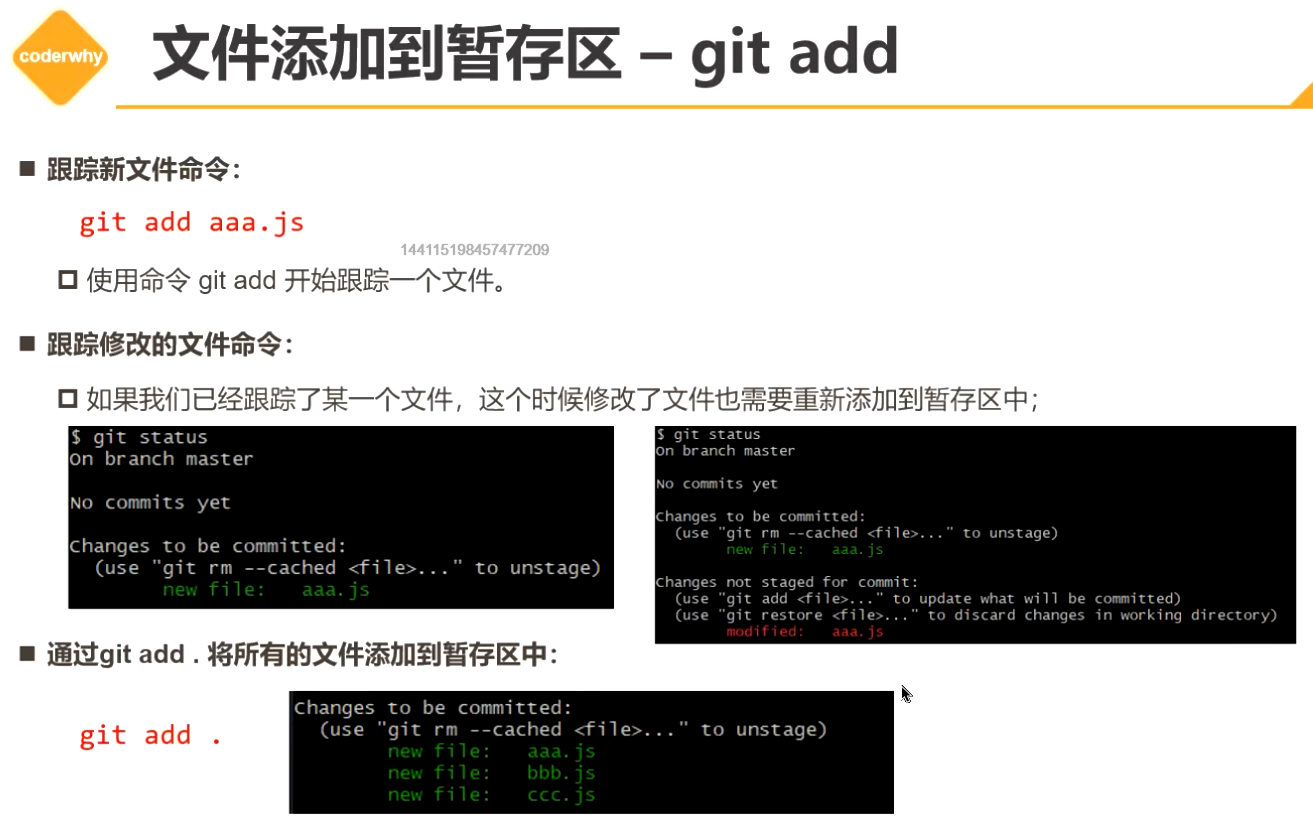 coderwhy
文件添加到暂存区 – git add
■ 跟踪新文件命令：
git add aaa.js
144115198457477209
使用命令 git add 开始跟踪一个文件。
■ 跟踪修改的文件命令：
如果我们已经跟踪了某一个文件，这个时候修改了文件也需要重新添加到暂存区中；
$ git status
On branch master
No commits yet
Changes to be committed:
(use "git rm --cached <file>..." to unstage)
new file:   aaa.js
$ git status
On branch master
No commits yet
Changes to be committed:
(use "git rm --cached <file>..." to unstage)
new file:   aaa.js
Changes not staged for commit:
(use "git add <file>..." to update what will be committed)
(use "git restore <file>..." to discard changes in working directory)
modified:   aaa.js
■ 通过git add . 将所有的文件添加到暂存区中：
git add .
Changes to be committed:
(use "git rm --cached <file>..." to unstage)
new file:   aaa.js
new file:   bbb.js
new file:   ccc.js